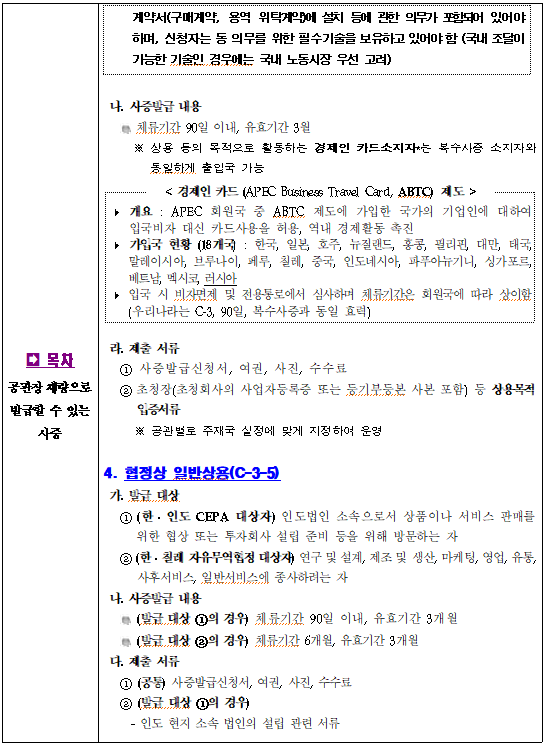 계약서(구매계약, 용역 위탁계약)에 설치 등에 관한 의무가 포함되어 있어야
하며, 신청자는 동 의무를 위한 필수기술을 보유하고 있어야 함 (국내 조달이
가능한 기술인 경우에는 국내 노동시장 우선 고려)
나. 사증발급 내용
체류기간 90일 이내, 유효기간 3월
※ 상용 등의 목적으로 활동하는 경제인 카드소지자*는 복수사증 소지자와
동일하게 출입국 가능
< 경제인 카드 (APEC Business Travel Card, ABTC) 제도 >
▸ 개요 : APEC 회원국 중 ABTC 제도에 가입한 국가의 기업인에 대하여
입국비자 대신 카드사용을 허용, 역내 경제활동 촉진
▸ 가입국 현황 (18개국) : 한국, 일본, 호주, 뉴질랜드, 홍콩, 필리핀, 대만, 태국,
말레이시아, 브루나이, 페루, 칠레, 중국, 인도네시아, 파푸아뉴기니, 싱가포르,
베트남, 멕시코, 러시아
▸ 입국 시 비자면제 및 전용통로에서 심사하며 체류기간은 회원국에 따라 상이함
(우리나라는 C-3, 90일, 복수사증과 동일 효력)
라. 제출 서류
① 사증발급신청서, 여권, 사진, 수수료
② 초청장(초청회사의 사업자등록증 또는 등기부등본 사본 포함) 등 상용목적
입증서류
※ 공관별로 주재국 실정에 맞게 지정하여 운영
➲ 목차
공관장 재량으로
발급할 수 있는
사증
4. 협정상 일반상용(C-3-5)
가. 발급 대상
① (한·인도 CEPA 대상자) 인도법인 소속으로서 상품이나 서비스 판매를
위한 협상 또는 투자회사 설립 준비 등을 위해 방문하는 자
② (한·칠레 자유무역협정 대상자) 연구 및 설계, 제조 및 생산, 마케팅, 영업, 유통,
사후서비스, 일반서비스에 종사하려는 자
나. 사증발급 내용
(발급 대상 ①의 경우) 체류기간 90일 이내, 유효기간 3개월
(발급 대상 ②의 경우) 체류기간 6개월, 유효기간 3개월
다. 제출 서류
① (공통) 사증발급신청서, 여권, 사진, 수수료
② (발급 대상 ①의 경우)
- 인도 현지 소속 법인의 설립 관련 서류